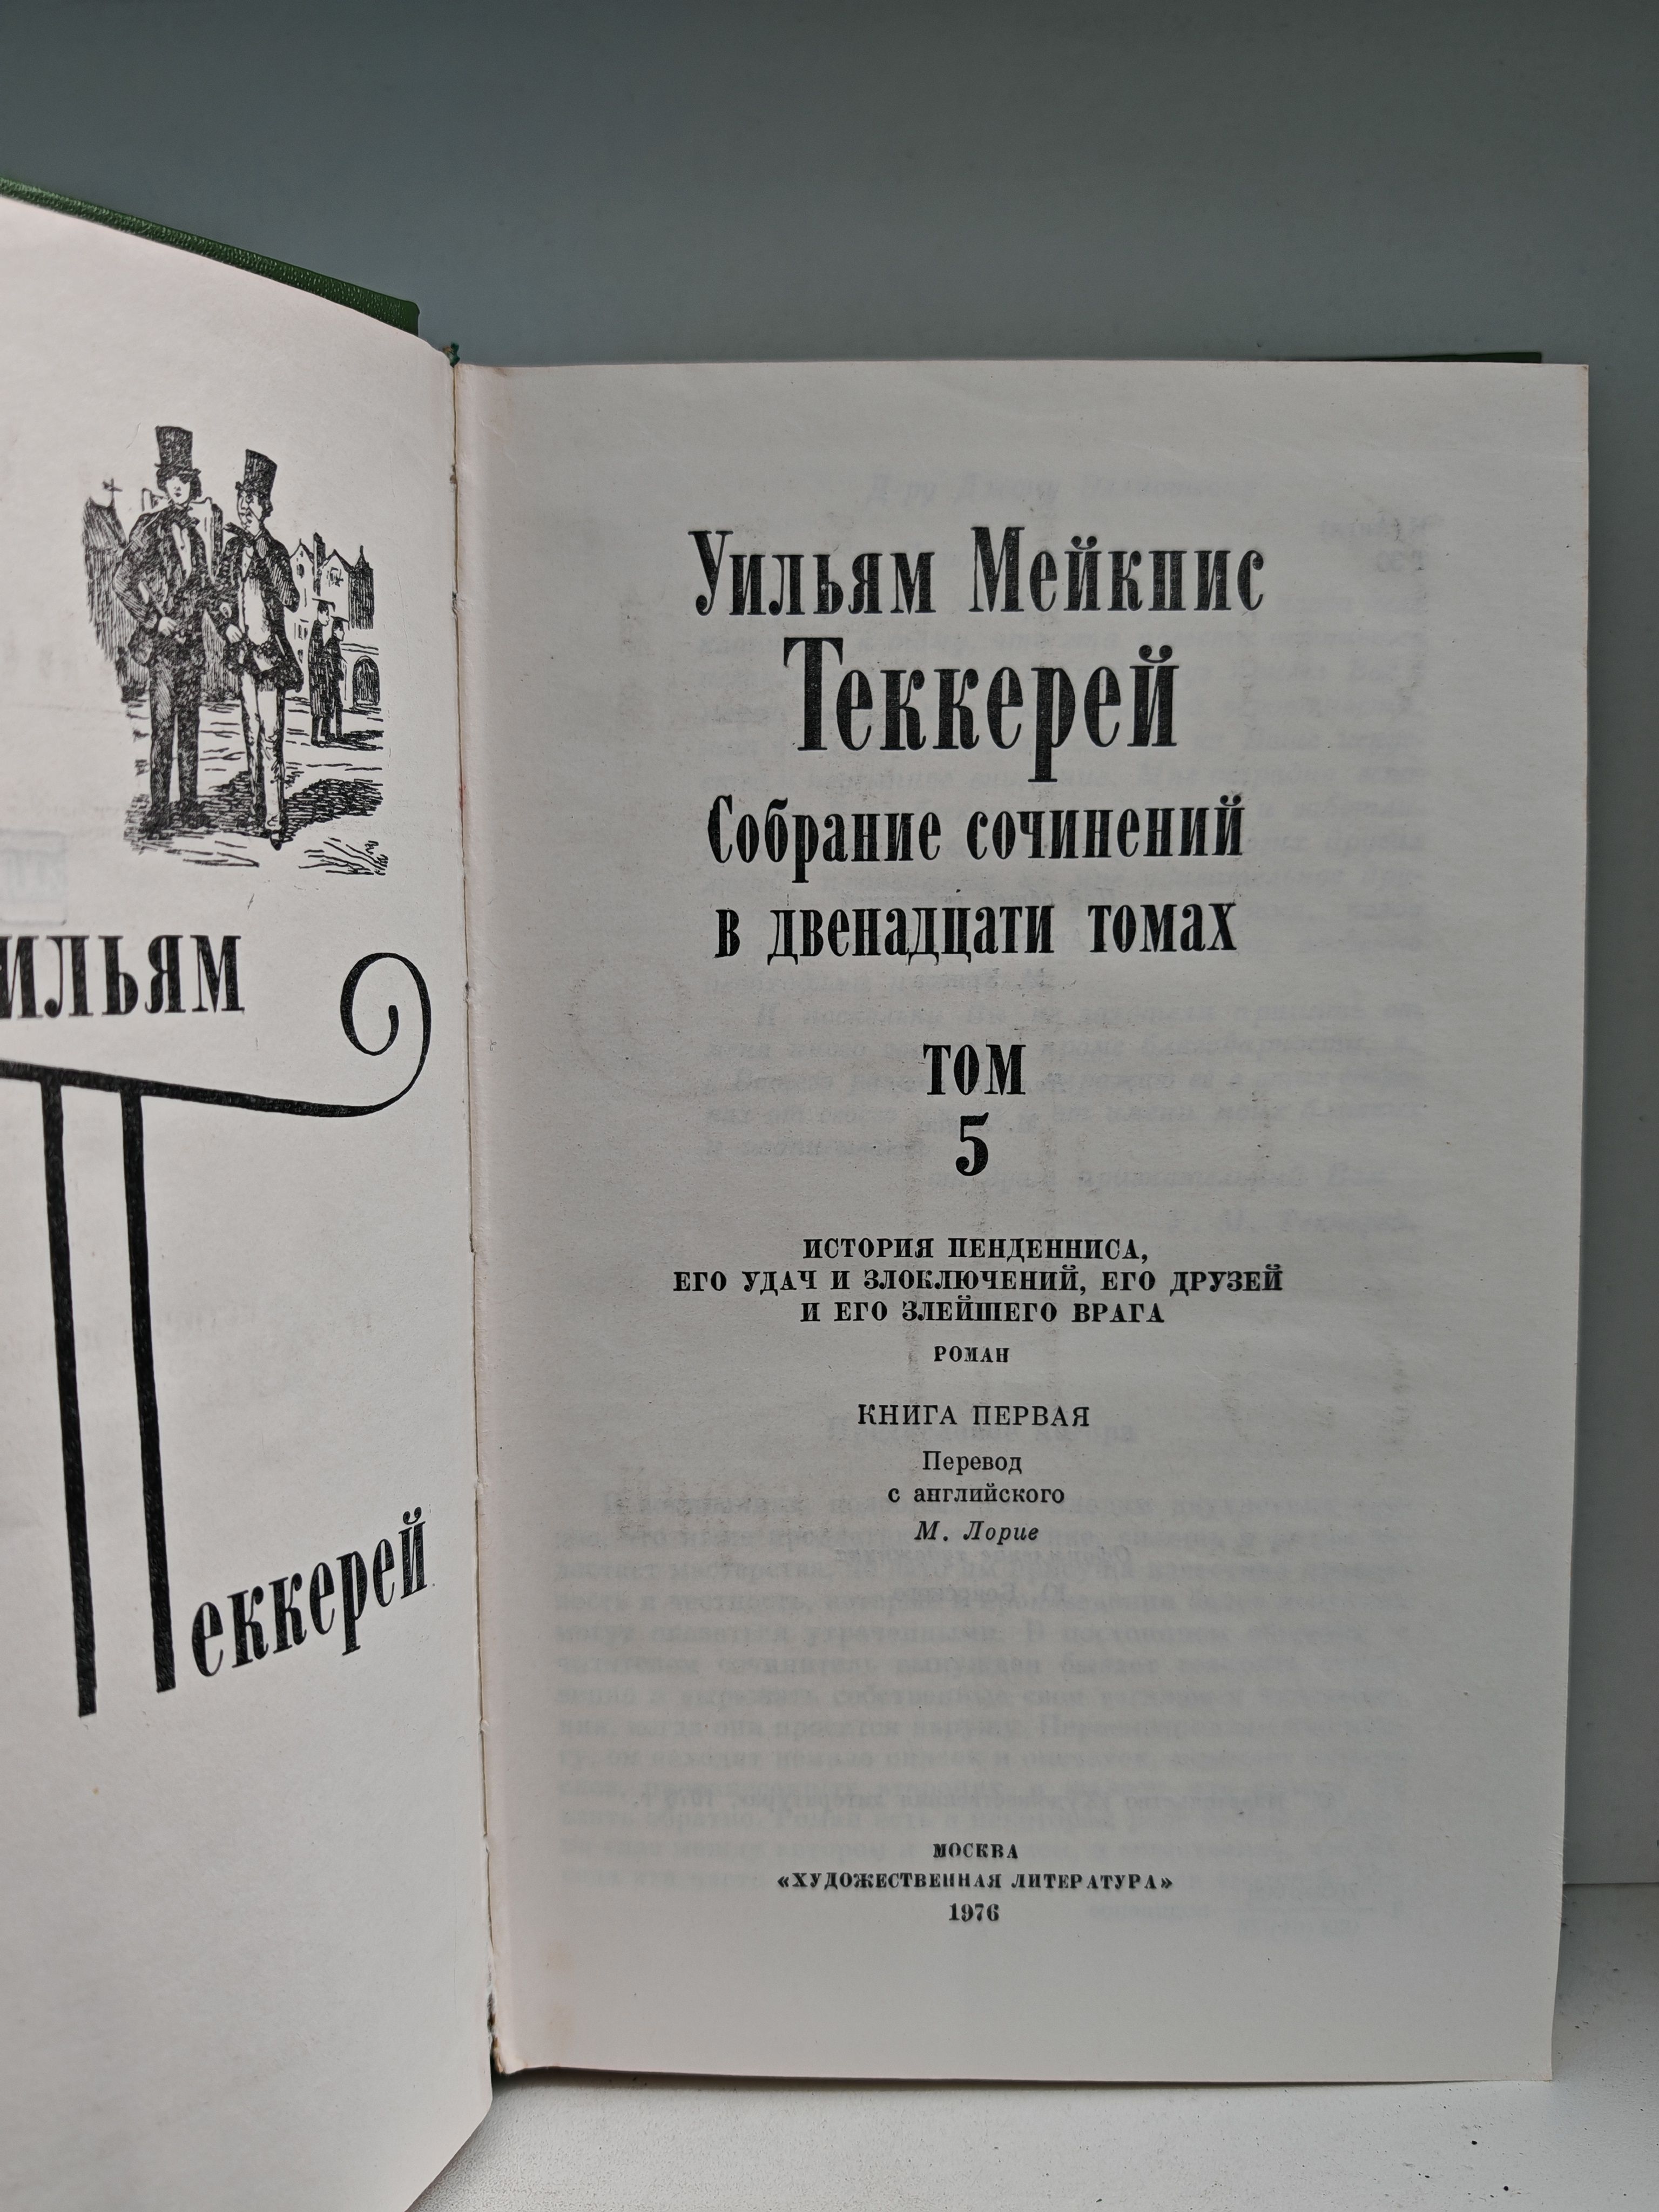 ильям
Теккерей
Уильям Мейкпис
Теккерей
Собрание сочинений
в двенадцати томах
том
5
ИСТОРИЯ ПЕНДЕННИСА,
ЕГО УДАЧ И ЗЛОКЛЮЧЕНИЙ, ЕГО ДРУЗЕЙ
И ЕГО ЗЛЕЙШЕГО ВРАГА
РОМАН
КНИГА ПЕРВАЯ
Перевод
с английского
М. Лорие
МОСКВА
«ХУДОЖЕСТВЕННАЯ ЛИТЕРАТУРА»
1976